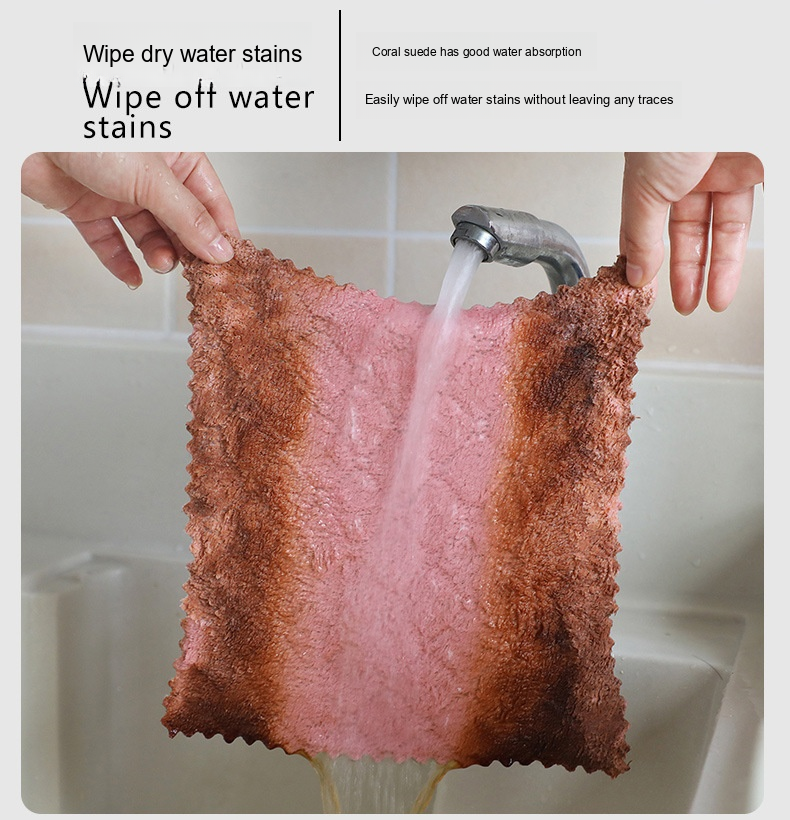 Wipe dry water stains
Wipe off water
stains
Coral suede has good water absorption
Easily wipe off water stains without leaving any traces